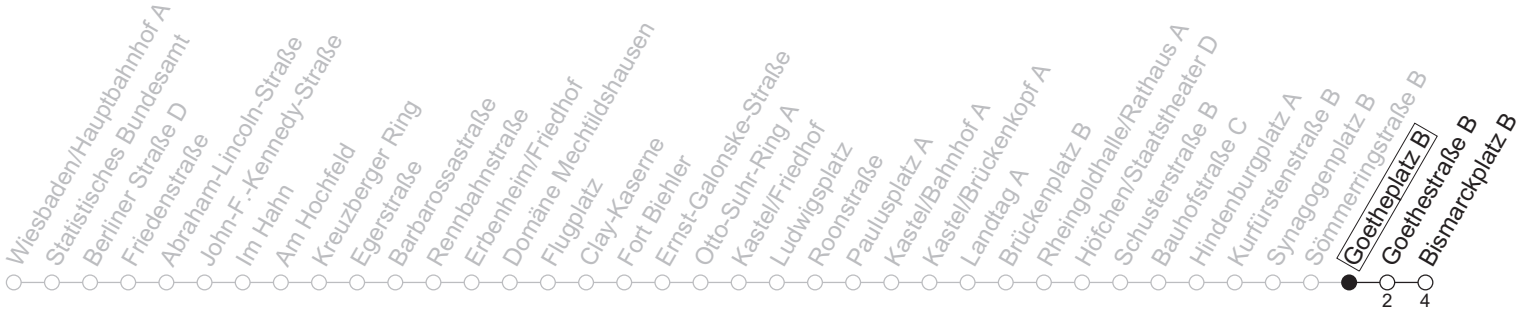 Wiesbaden/Hauptbahnhof A
Statistisches Bundesamt
Berliner Straße D
Friedenstraße
Abraham-Lincoln-Straße
John-F.-Kennedy-Straße
Im Hahn
Am Hochfeld
Kreuzberger Ring
Egerstraße
Barbarossastraße
Rennbahnstraße
Erbenheim/Friedhof
Domäne Mechtildshausen
Flugplatz
Clay-Kaserne
Fort Biehler
Ernst-Galonske-Straße
Otto-Suhr-Ring A
Kastel/Friedhof
Ludwigsplatz
Roonstraße
Paulusplatz A
Kastel/Bahnhof A
Kastel/Brückenkopf A
Landtag A
Brückenplatz B
Rheingoldhalle/Rathaus A
Höfchen/Staatstheater D
Schusterstraße B
Bauhofstraße C
Hindenburgplatz A
Kurfürstenstraße B
Synagogenplatz B
Sömmerringstraße B
Goetheplatz B
Goethestraße B
Bismarckplatz B
2
4